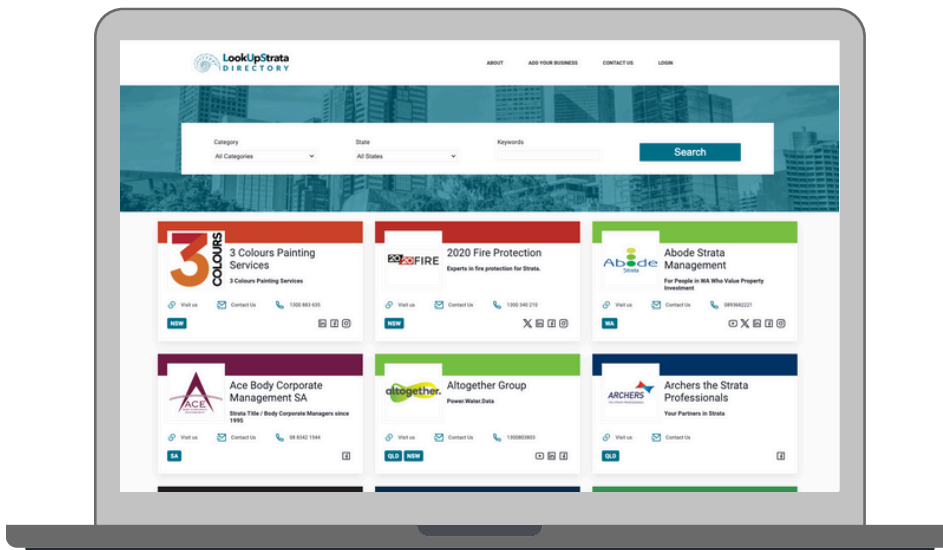 LookUpStrata
DIRECTORY
ABOUT
ADD YOUR BUSINESS
CONTACT US
LOGIN
Category
State
Keywords
All Categories
All States
Search
3 COLOURS
3 Colours Painting
Services
3 Colours Painting Services
Visit us
Contact Us
1300 883 635
NSW
2020 FIRE
2020 Fire Protection
Experts in fire protection for Strata.
Visit us
Contact Us
1300 340 210
NSW
Abode
Strata
Abode Strata
Management
For People in WA Who Value Property
Investment
Visit us
Contact Us
0893682221
WA
ACE
Ace Body Corporate
Management SA
Strata Title / Body Corporate Managers since
1995
Visit us
Contact Us
08 8342 1544
SA
altogether.
Altogether Group
Power.Water.Data
Visit us
Contact Us
1300803803
QLD
NSW
ARCHERS
Archers the Strata
Professionals
Your Partners in Strata
Visit us
Contact Us
QLD